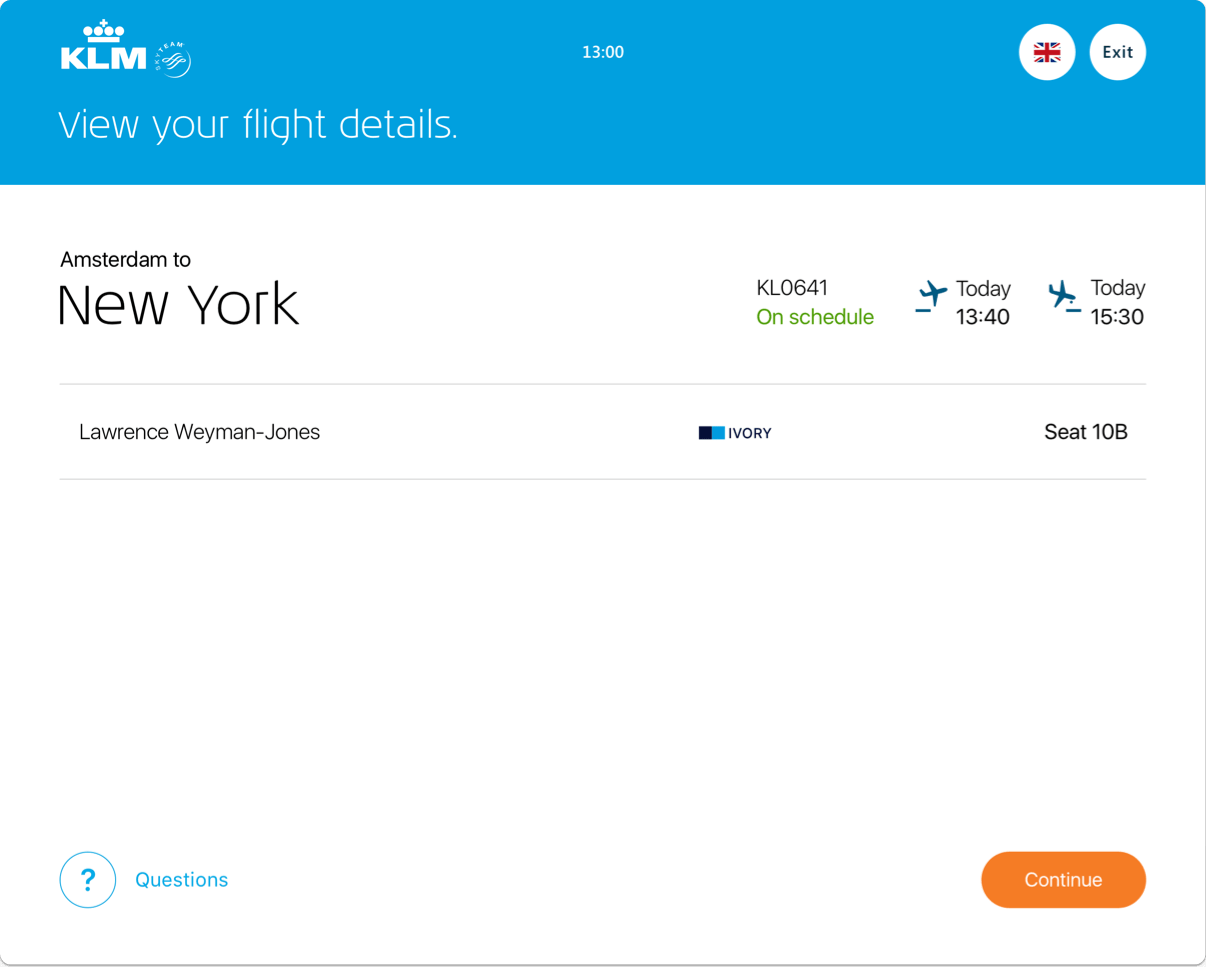 KLM
SKYTEAM
13:00
Exit
View your flight details.
Amsterdam to
New York
KL0641
On schedule
Today
13:40
Today
15:30
Lawrence Weyman-Jones
IVORY
Seat 10B
?
Questions
Continue